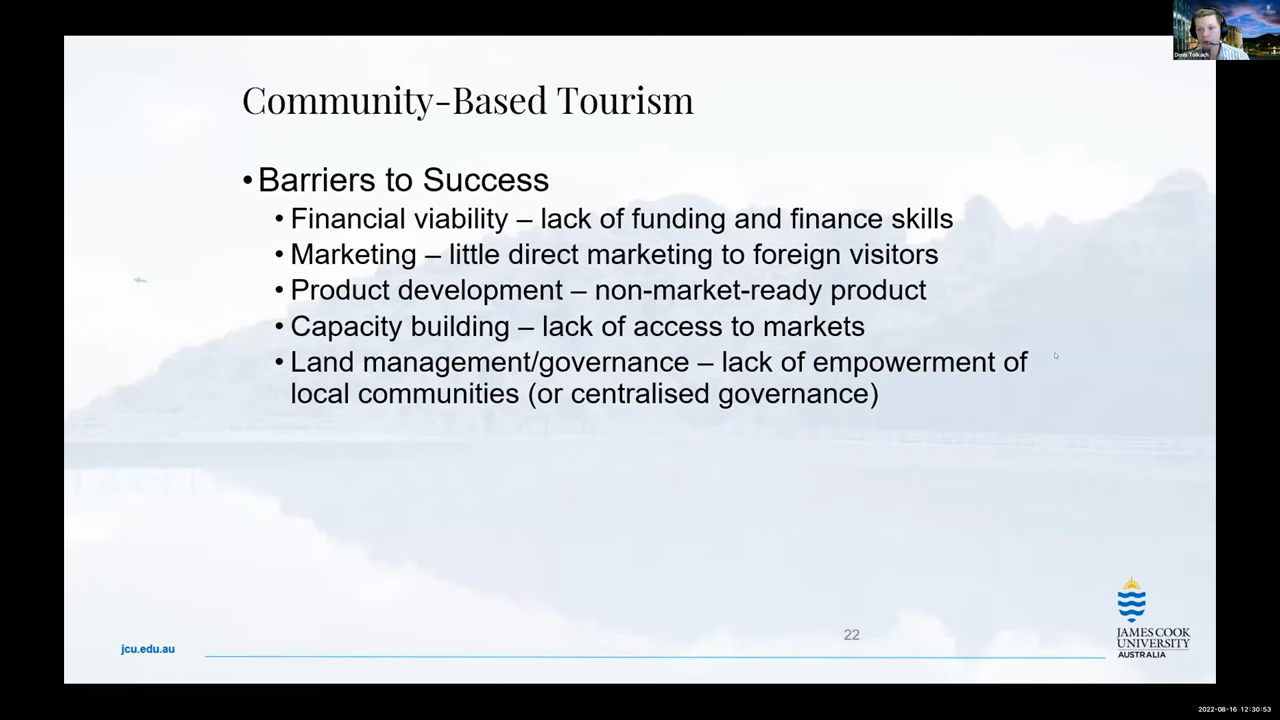 Denis Tolkach
Community-Based Tourism
• Barriers to Success
• Financial viability – lack of funding and finance skills
• Marketing – little direct marketing to foreign visitors
• Product development – non-market-ready product
• Capacity building – lack of access to markets
• Land management/governance – lack of empowerment of
local communities (or centralised governance)
22
jcu.edu.au
JAMES COOK
UNIVERSITY
AUSTRALIA
2022-08-16 12:30:53